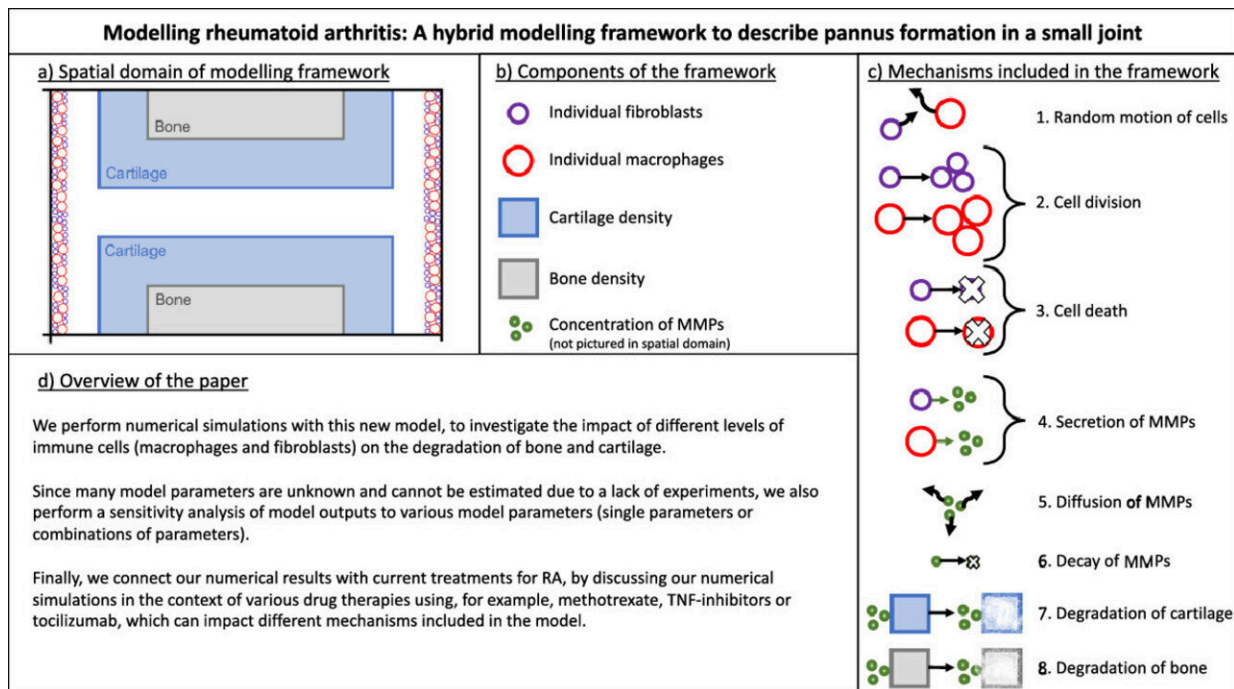 Modelling rheumatoid arthritis: A hybrid modelling framework to describe pannus formation in a small joint
a) Spatial domain of modelling framework
Bone
Cartilage
Cartilage
Bone
b) Components of the framework
Individual fibroblasts
Individual macrophages
Cartilage density
Bone density
Concentration of MMPs
(not pictured in spatial domain)
c) Mechanisms included in the framework
1. Random motion of cells
2. Cell division
3. Cell death
4. Secretion of MMPs
5. Diffusion of MMPs
6. Decay of MMPs
7. Degradation of cartilage
8. Degradation of bone
d) Overview of the paper
We perform numerical simulations with this new model, to investigate the impact of different levels of
immune cells (macrophages and fibroblasts) on the degradation of bone and cartilage.
Since many model parameters are unknown and cannot be estimated due to a lack of experiments, we also
perform a sensitivity analysis of model outputs to various model parameters (single parameters or
combinations of parameters).
Finally, we connect our numerical results with current treatments for RA, by discussing our numerical
simulations in the context of various drug therapies using, for example, methotrexate, TNF-inhibitors or
tocilizumab, which can impact different mechanisms included in the model.